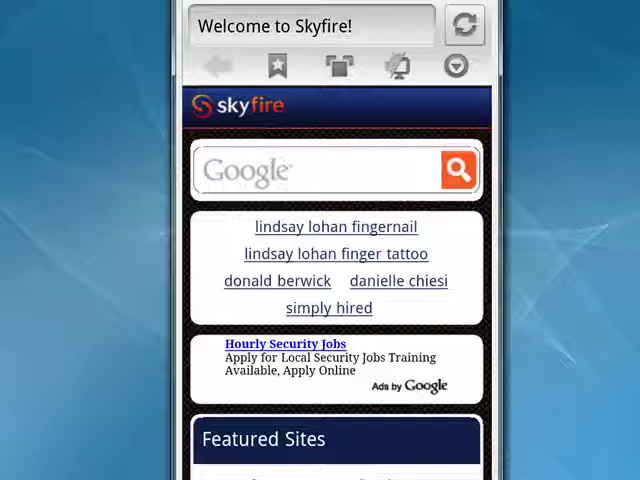 Welcome to Skyfire!
skyfire
Google
lindsay lohan fingernail
lindsay lohan finger tattoo
donald berwick danielle chiesi
simply hired
Hourly Security Jobs
Apply for Local Security Jobs Training
Available, Apply Online
Ads by Google
Featured Sites